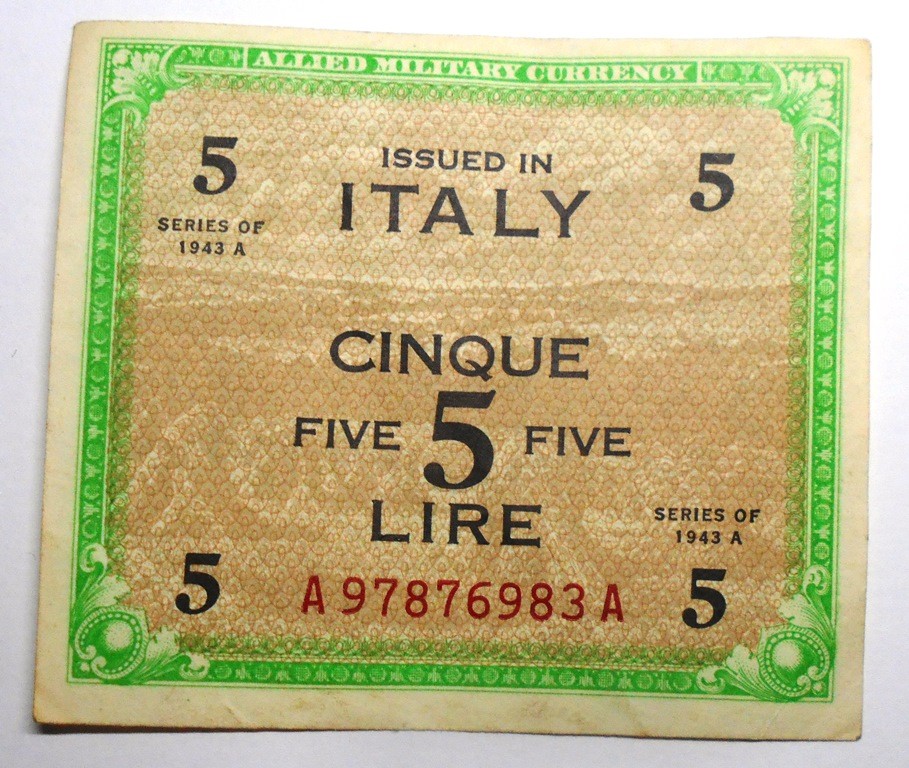 ALLIED MILITARY CURRENCY
5 ISSUED IN 5
ITALY
SERIES OF
1943 A
CINQUE
FIVE 5 FIVE
LIRE
SERIES OF
1943 A
5 A97876983A 5